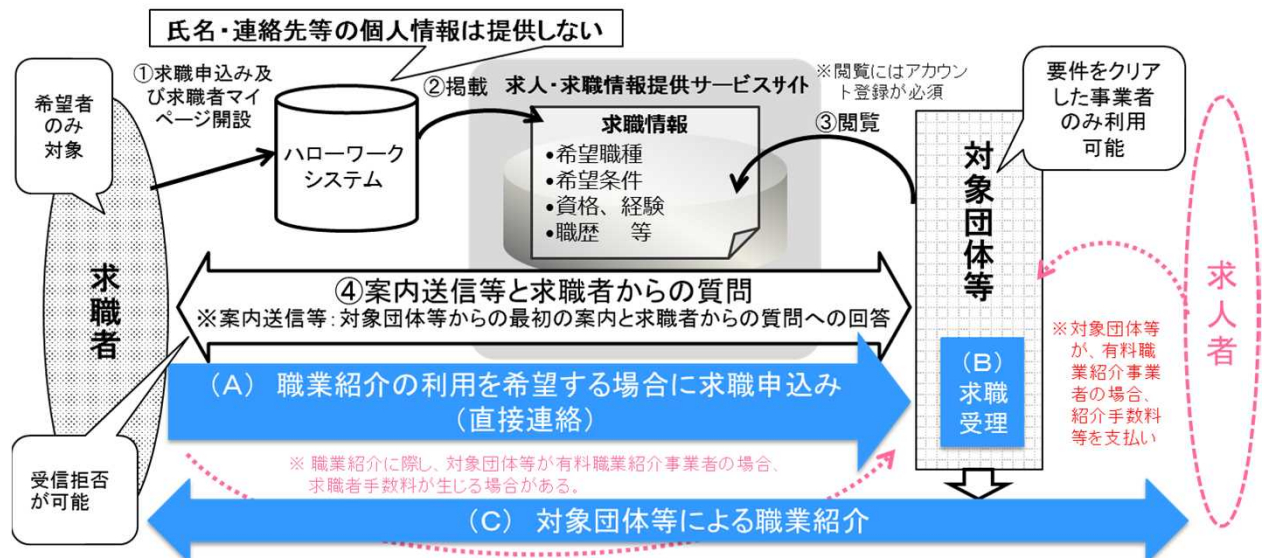 氏名・連絡先等の個人情報は提供しない
希望者
のみ
対象
①求職申込み及
び求職者マイ
ページ開設
ハローワーク
システム
②掲載
求人・求職情報提供サービスサイト
求職情報
•希望職種
•希望条件
•資格、経験
•職歴　等
※閲覧にはアカウン
ト登録が必須
③閲覧
要件をクリア
した事業者
のみ利用
可能
求職者
対象団体等
求人者
④案内送信等と求職者からの質問
※案内送信等：対象団体等からの最初の案内と求職者からの質問への回答
（A） 職業紹介の利用を希望する場合に求職申込み
（直接連絡）
（B）
求職
受理
※対象団体等
が、有料職
業紹介事業
者の場合、
紹介手数料
等を支払い
受信拒否
が可能
※ 職業紹介に際し、対象団体等が有料職業紹介事業者の場合、
求職者手数料が生じる場合がある。
（C） 対象団体等による職業紹介